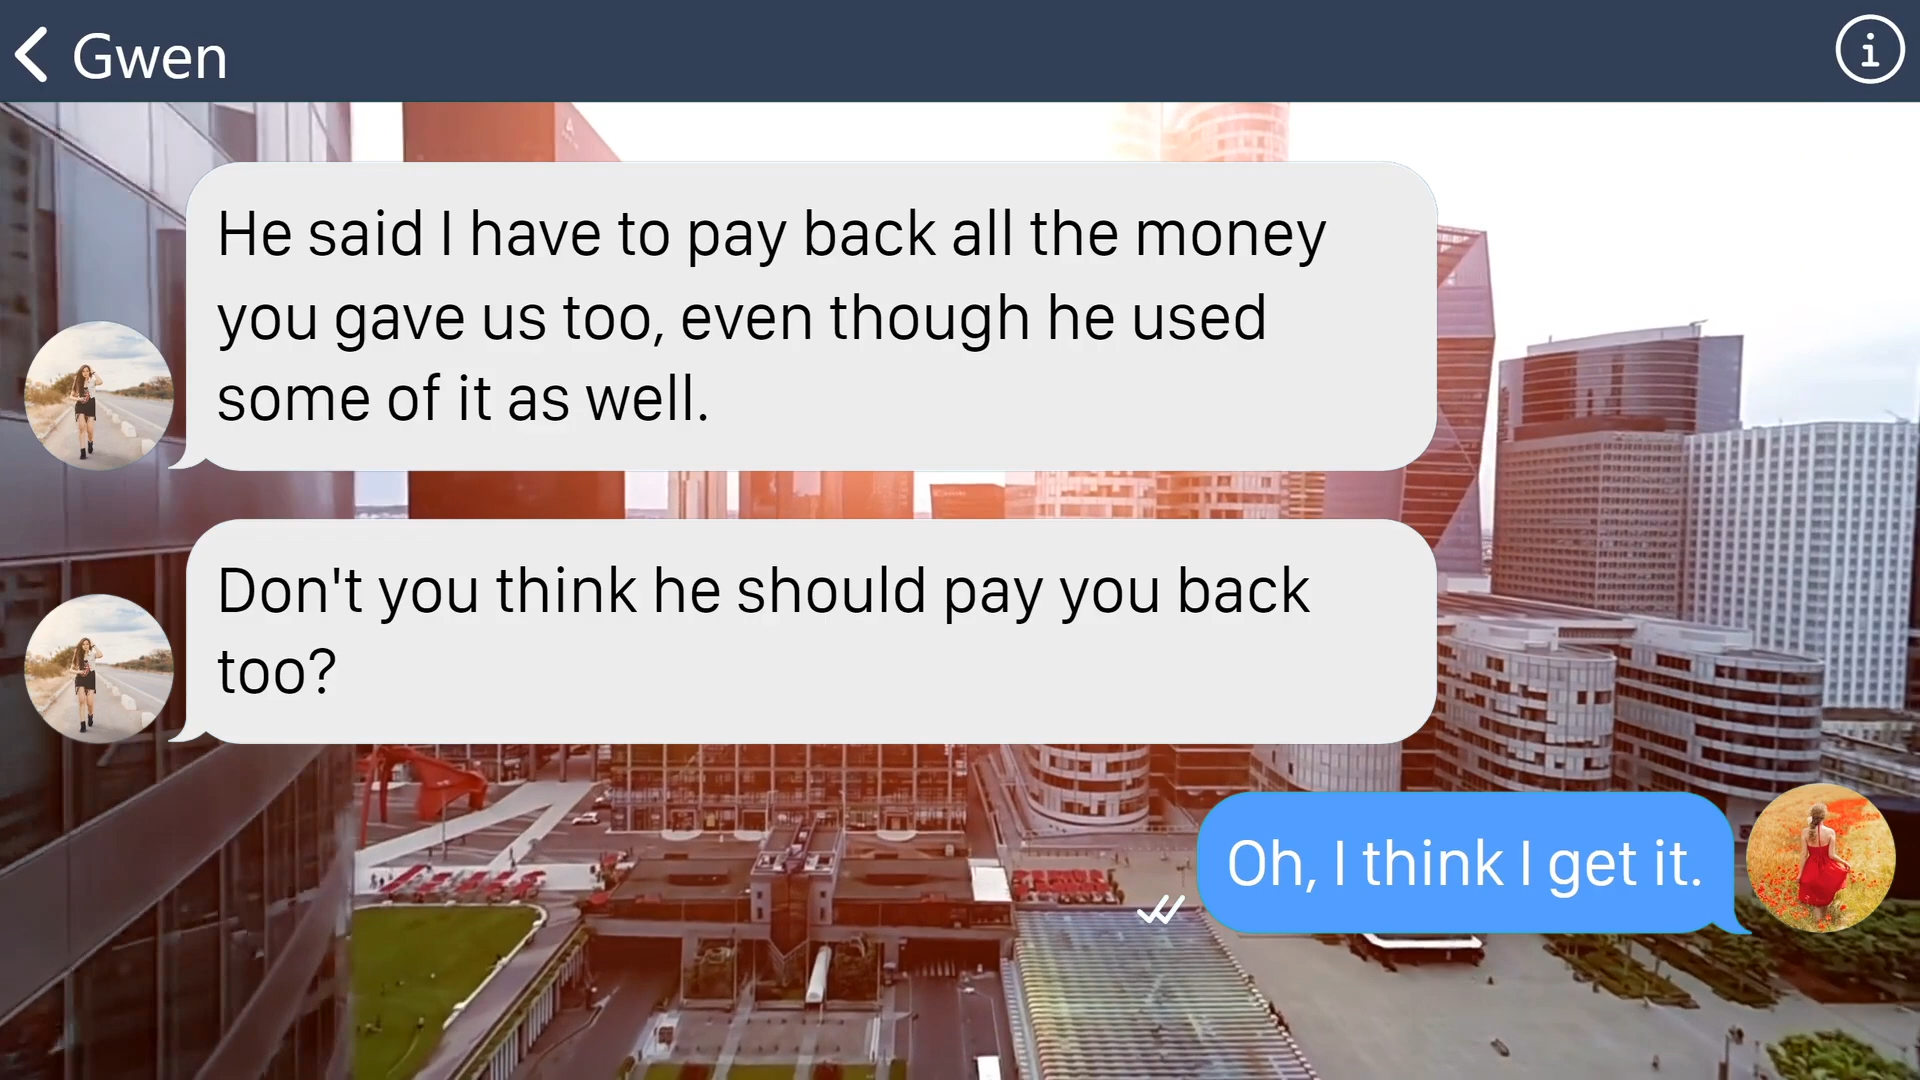 Gwen
He said I have to pay back all the money
you gave us too, even though he used
some of it as well.
Don't you think he should pay you back
too?
Oh, I think I get it.